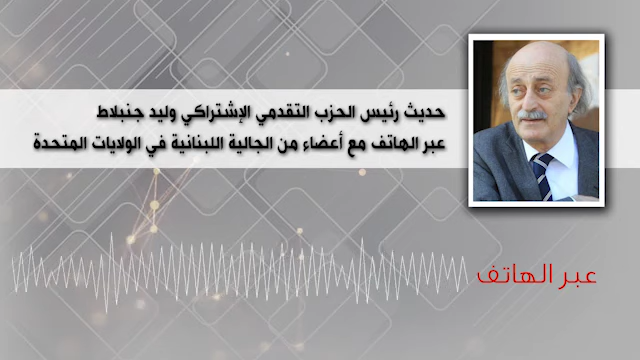 حديث رئيس الحزب التقدمي الإشتراكي وليد جنبلاط
عبر الهاتف مع أعضاء من الجالية اللبنانية في الولايات المتحدة
عبر الهاتف